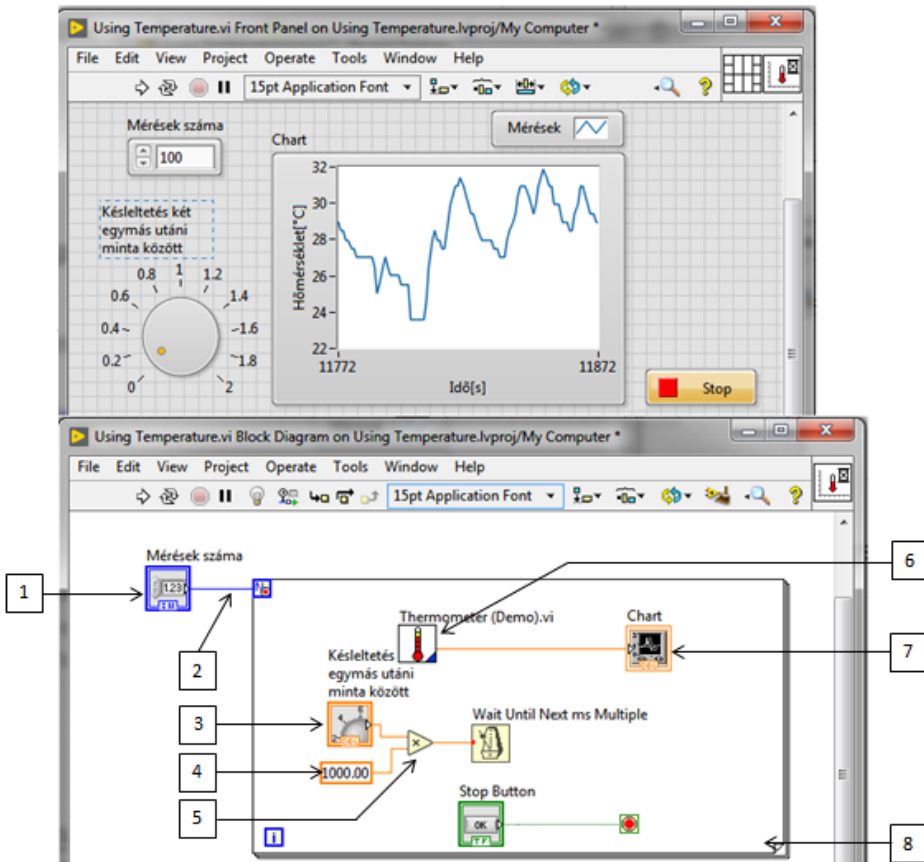 Using Temperature.vi Front Panel on Using Temperature.lvproj/My Computer *
File Edit View Project Operate Tools Window Help
15pt Application Font
Mérések száma
100
Chart
Mérések
Késleltetés két
egymás utáni
minta között
0
0.2
0.4
0.6
0.8
1
1.2
1.4
1.6
1.8
2
Hőmérséklet[°C]
32
30
28
26
24
22
11772
11872
Idő[s]
Stop
Using Temperature.vi Block Diagram on Using Temperature.lvproj/My Computer *
File Edit View Project Operate Tools Window Help
15pt Application Font
Mérések száma
1.23
1
2
N
Thermometer (Demo).vi
Chart
6
7
Késleltetés
egymás utáni
minta között
3
DBL
Wait Until Next ms Multiple
4
1000.00
×
5
Stop Button
OK
TF
i
8